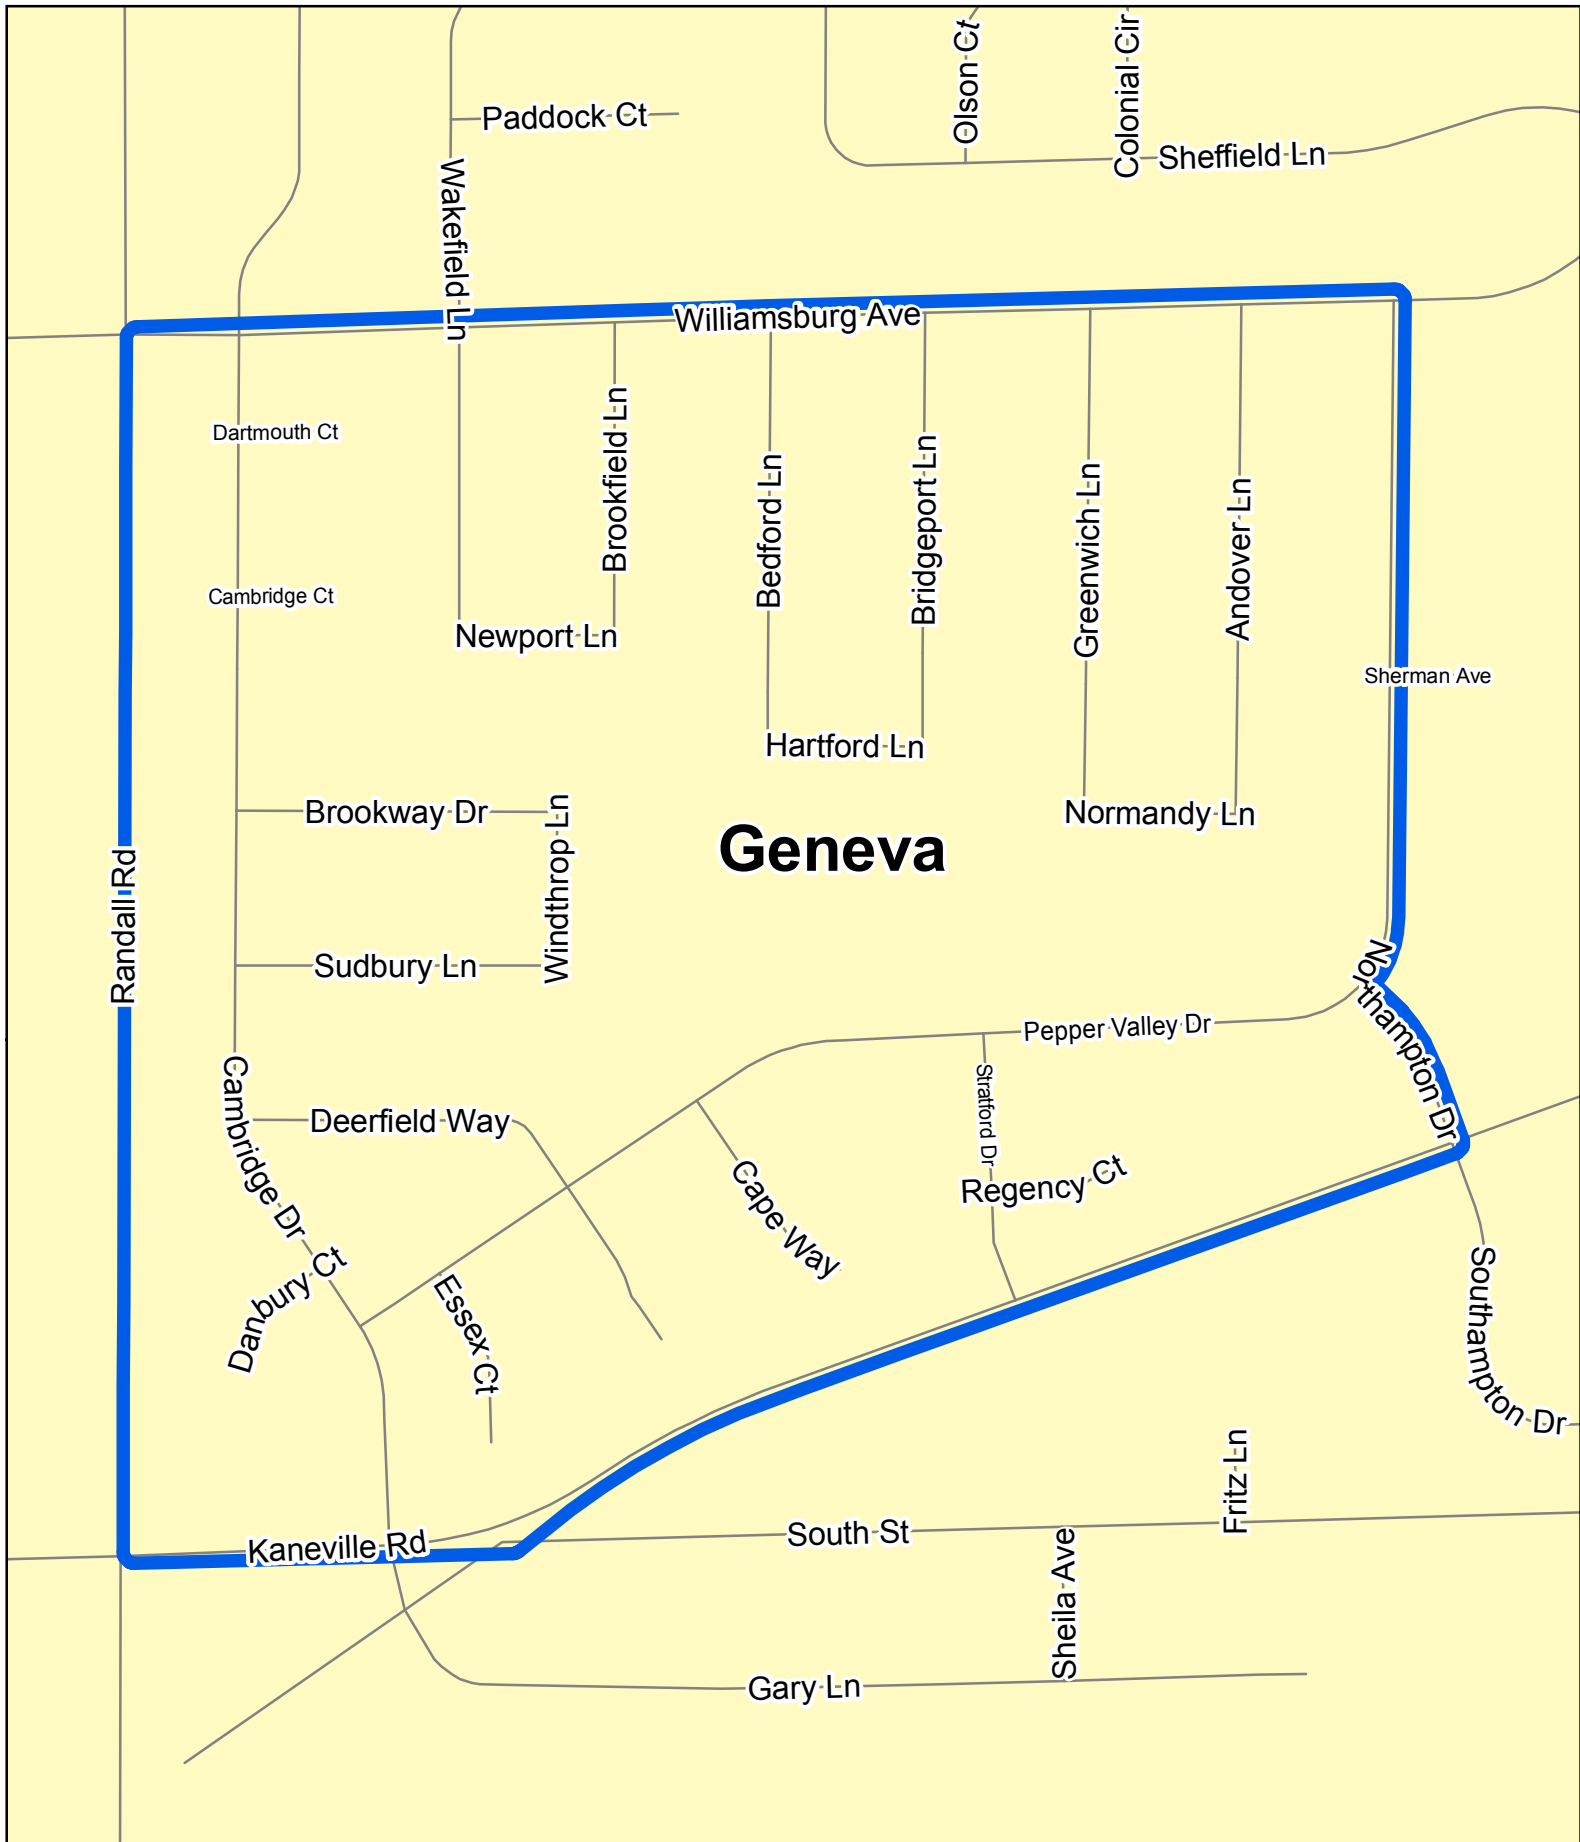 Olson Ct
Colonial Cir
Paddock Ct
Sheffield Ln
Wakefield Ln
Williamsburg Ave
Dartmouth Ct
Brookfield Ln
Bedford Ln
Bridgeport Ln
Greenwich Ln
Andover Ln
Cambridge Ct
Newport Ln
Sherman Ave
Hartford Ln
Brookway Dr
Normandy Ln
Geneva
Windthrop Ln
Randall Rd
Sudbury Ln
Northampton Dr
Pepper Valley Dr
Stratford Dr
Cambridge Dr
Deerfield Way
Cape Way
Regency Ct
Danbury Ct
Essex Ct
Southampton Dr
Fritz Ln
Kaneville Rd
South St
Sheila Ave
Gary Ln